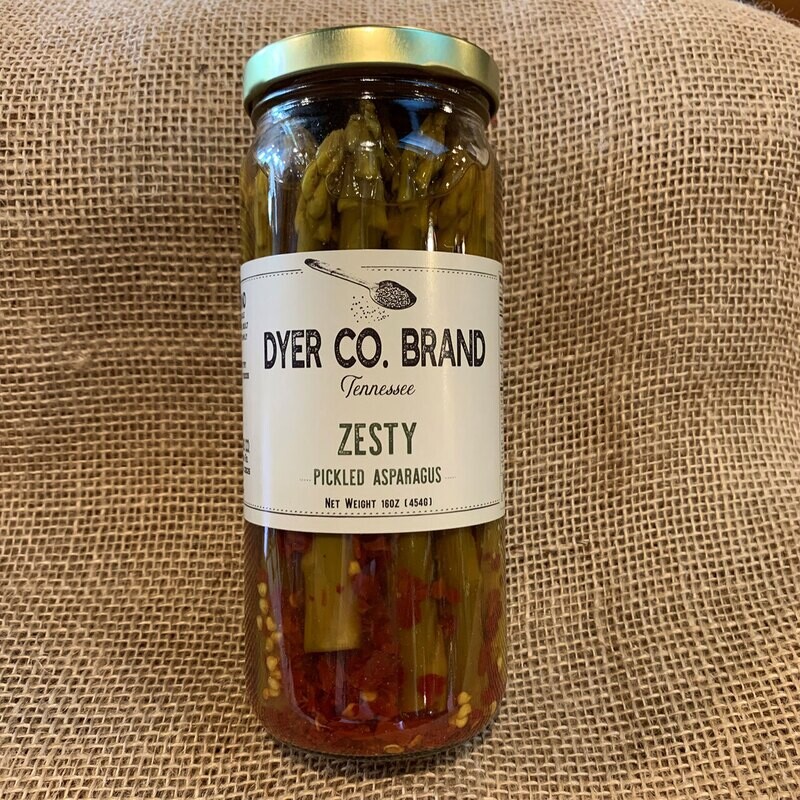 DYER CO. BRAND
Tennessee
ZESTY
PICKLED ASPARAGUS
NET WEIGHT 16OZ (454G)